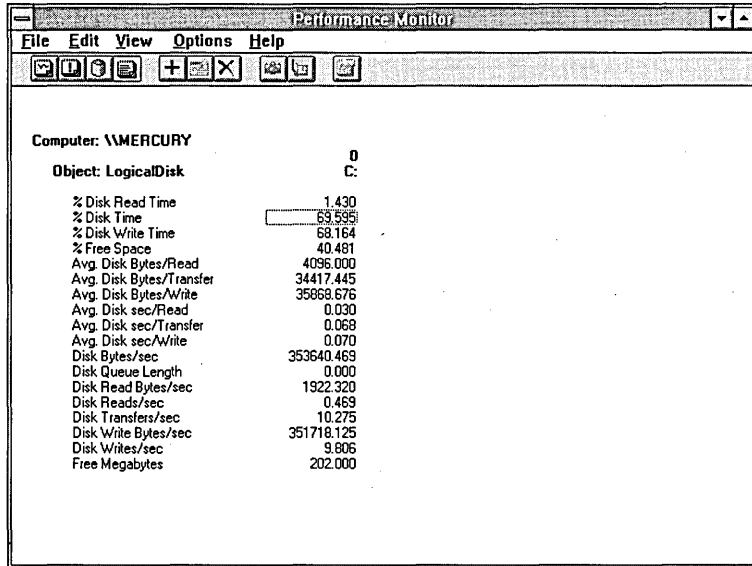 Performance Monitor
File Edit View Options Help
Computer: \\MERCURY
0
Object: LogicalDisk C:
% Disk Read Time 1.430
% Disk Time 69.595
% Disk Write Time 68.164
% Free Space 40.481
Avg. Disk Bytes/Read 4096.000
Avg. Disk Bytes/Transfer 34417.445
Avg. Disk Bytes/Write 35868.676
Avg. Disk sec/Read 0.030
Avg. Disk sec/Transfer 0.068
Avg. Disk sec/Write 0.070
Disk Bytes/sec 353640.469
Disk Queue Length 0.000
Disk Read Bytes/sec 1922.320
Disk Reads/sec 0.469
Disk Transfers/sec 10.275
Disk Write Bytes/sec 351718.125
Disk Writes/sec 9.806
Free Megabytes 202.000